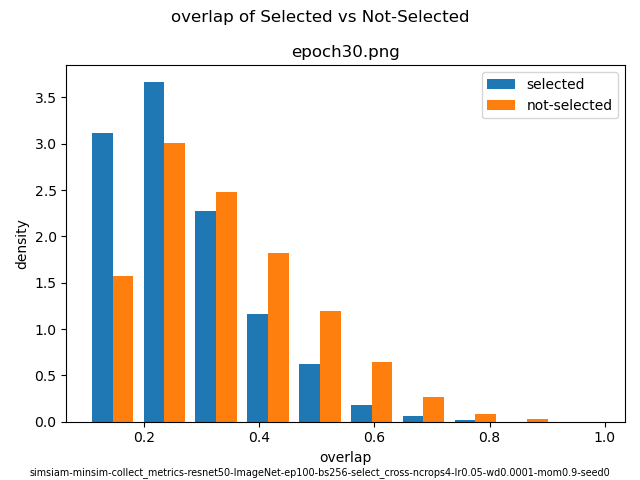 overlap of Selected vs Not-Selected
epoch30.png
selected
not-selected
density
3.5
3.0
2.5
2.0
1.5
1.0
0.5
0.0
0.2
0.4
0.6
0.8
1.0
overlap
simsiam-minsim-collect_metrics-resnet50-ImageNet-ep100-bs256-select_cross-ncrops4-lr0.05-wd0.0001-mom0.9-seed0